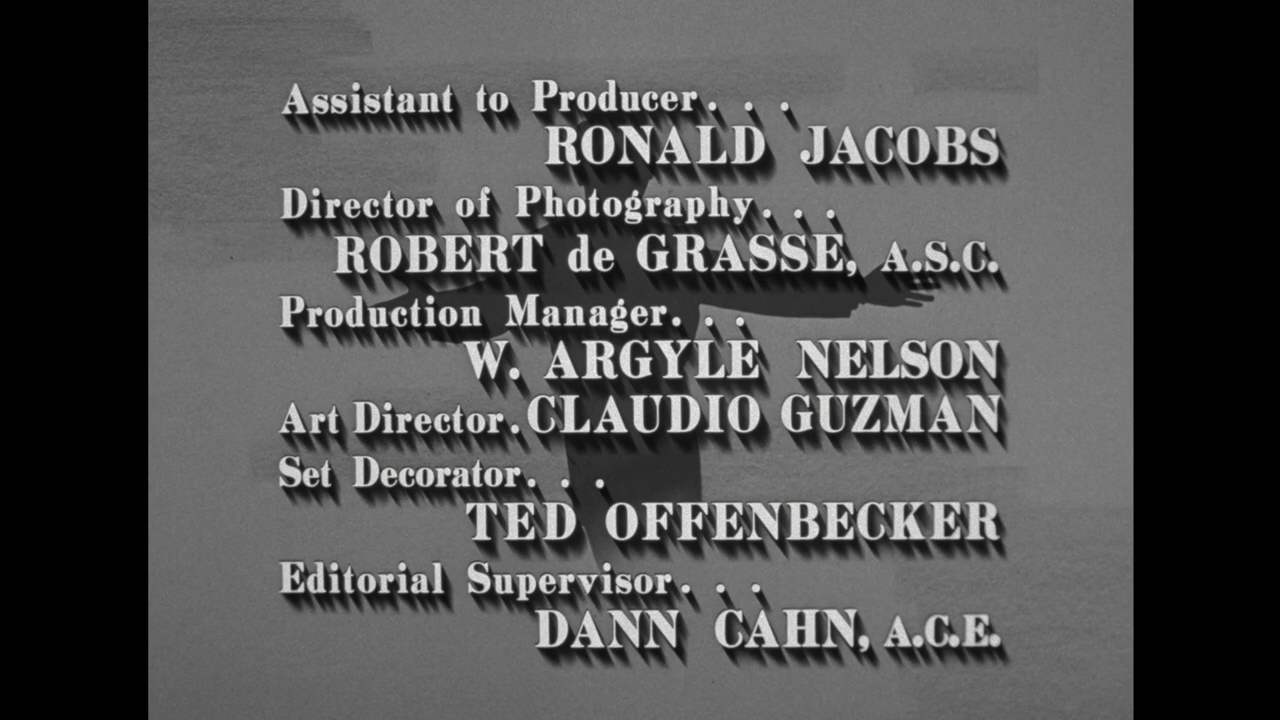 Assistant to Producer. . .
RONALD JACOBS
Director of Photography. . .
ROBERT de GRASSE, A.S.C.
Production Manager. . .
W. ARGYLE NELSON
Art Director. CLAUDIO GUZMAN
Set Decorator. . .
TED OFFENBECKER
Editorial Supervisor. . .
DANN CAHN, A.C.E.